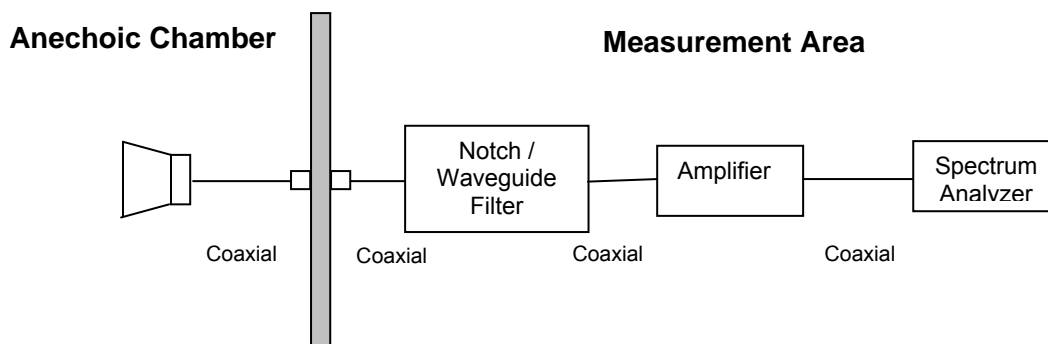 Anechoic Chamber
Measurement Area
Notch /
Waveguide
Filter
Amplifier
Spectrum
Analyzer
Coaxial
Coaxial
Coaxial
Coaxial